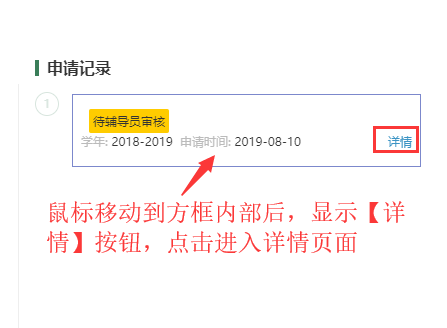 申请记录
1
待辅导员审核
学年: 2018-2019 申请时间: 2019-08-10 详情
鼠标移动到方框内部后，显示【详
情】按钮，点击进入详情页面